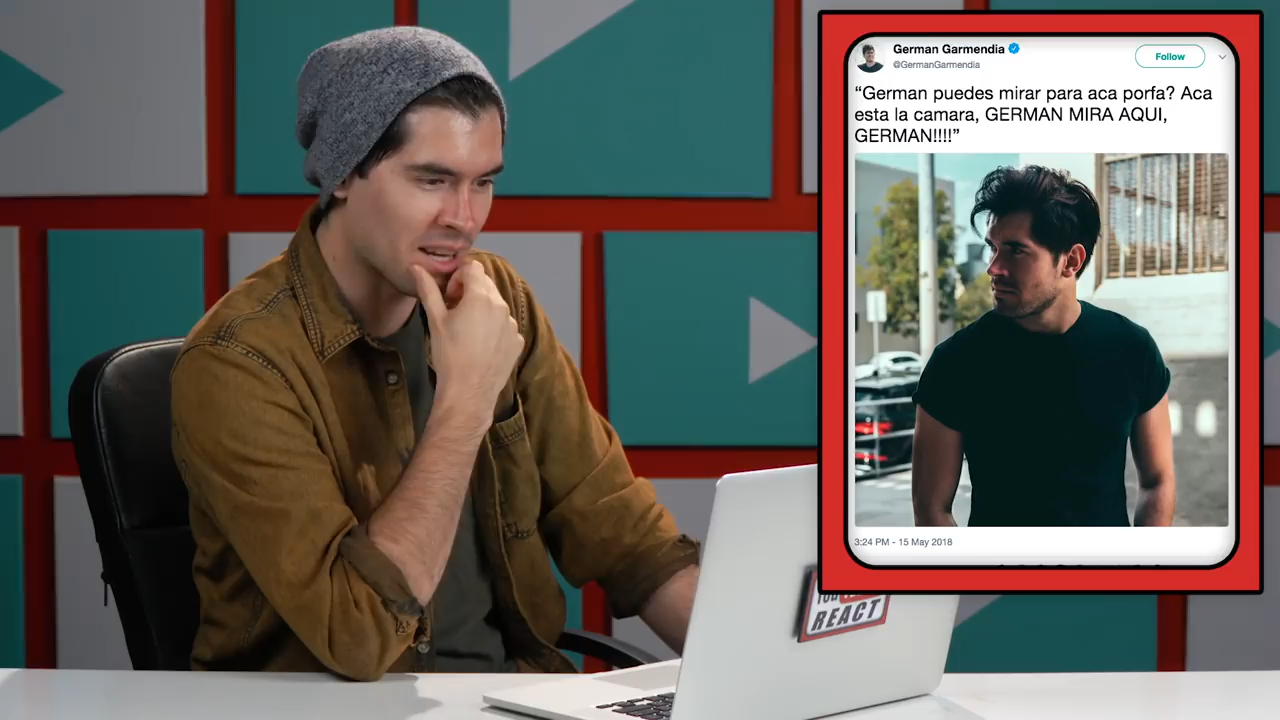 German Garmendia
Follow
@GermanGarmendia
“German puedes mirar para aca porfa? Aca
esta la camara, GERMAN MIRA AQUI,
GERMAN!!!!”
3:24 PM - 15 May 2018
REACT